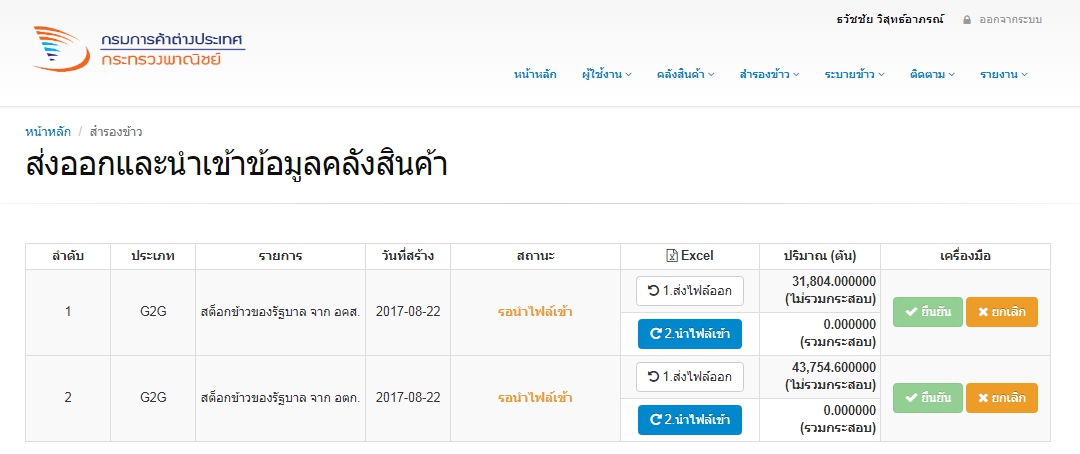 ธวัชชัย วิสุทธ์อาภรณ์ ออกจากระบบ
กรมการค้าต่างประเทศ
กระทรวงพาณิชย์
หน้าหลัก ผู้ใช้งาน คลังสินค้า สำรองข้าว ระบายข้าว ติดตาม รายงาน
หน้าหลัก / สำรองข้าว
ส่งออกและนำเข้าข้อมูลคลังสินค้า
ลำดับ ประเภท รายการ วันที่สร้าง สถานะ Excel ปริมาณ (ตัน) เครื่องมือ
1 G2G สต็อกข้าวของรัฐบาล จาก อคส. 2017-08-22 รอนำไฟล์เข้า 1.ส่งไฟล์ออก 31,804.000000
(ไม่รวมกระสอบ)
ยืนยัน ยกเลิก
2.นำไฟล์เข้า 0.000000
(รวมกระสอบ)
2 G2G สต็อกข้าวของรัฐบาล จาก อตก. 2017-08-22 รอนำไฟล์เข้า 1.ส่งไฟล์ออก 43,754.600000
(ไม่รวมกระสอบ)
ยืนยัน ยกเลิก
2.นำไฟล์เข้า 0.000000
(รวมกระสอบ)